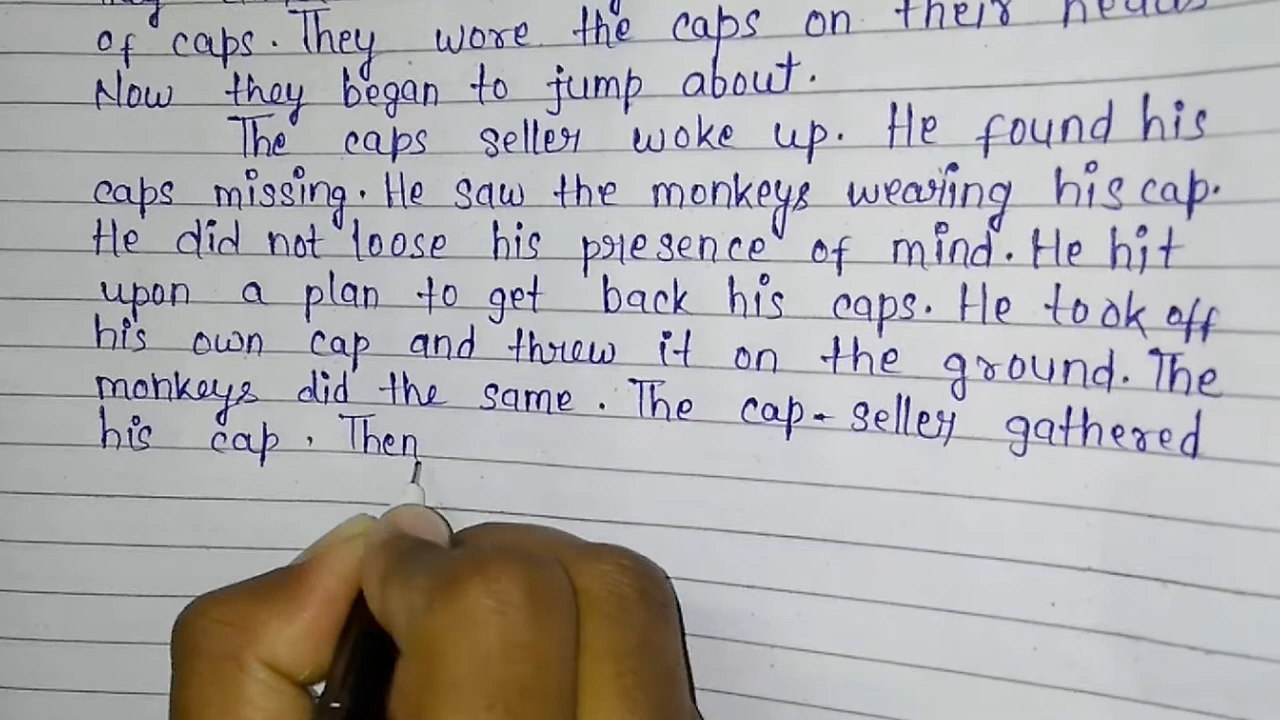 of caps. They wore the caps on their heads
Now they began to jump about.
The caps seller woke up. He found his
caps missing. He saw the monkeys wearing his cap.
He did not loose his presence of mind. He hit
upon a plan to get back his caps. He took off
his own cap and threw it on the ground. The
monkeys did the same. The cap-seller gathered
his cap. Then